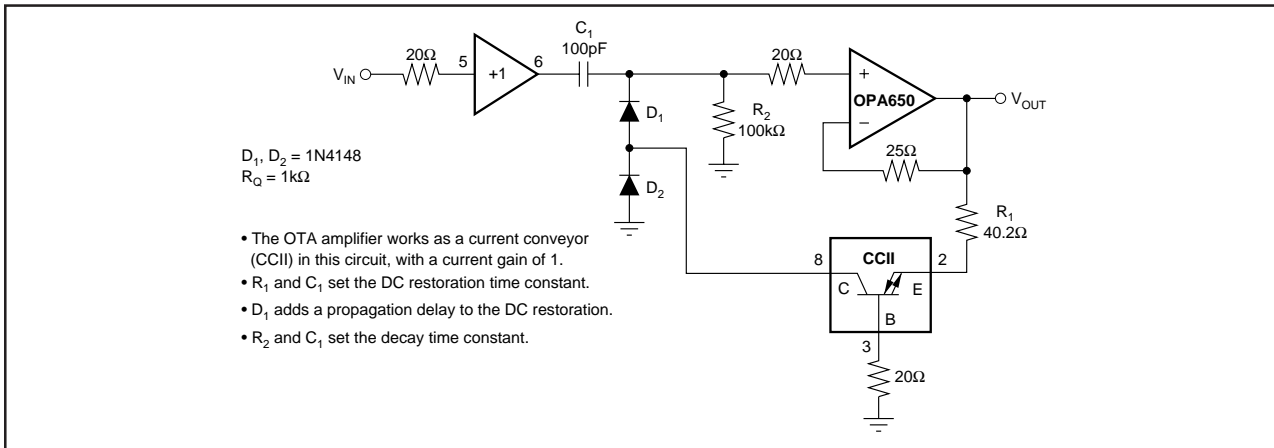 C1
100pF
20Ω
5
+1
6
VIN
20Ω
+
OPA650
−
VOUT
D1
R2
100kΩ
25Ω
D1, D2 = 1N4148
RQ = 1kΩ
D2
R1
40.2Ω
• The OTA amplifier works as a current conveyor
(CCII) in this circuit, with a current gain of 1.
• R1 and C1 set the DC restoration time constant.
• D1 adds a propagation delay to the DC restoration.
• R2 and C1 set the decay time constant.
8
CCII
2
C
E
B
3
20Ω